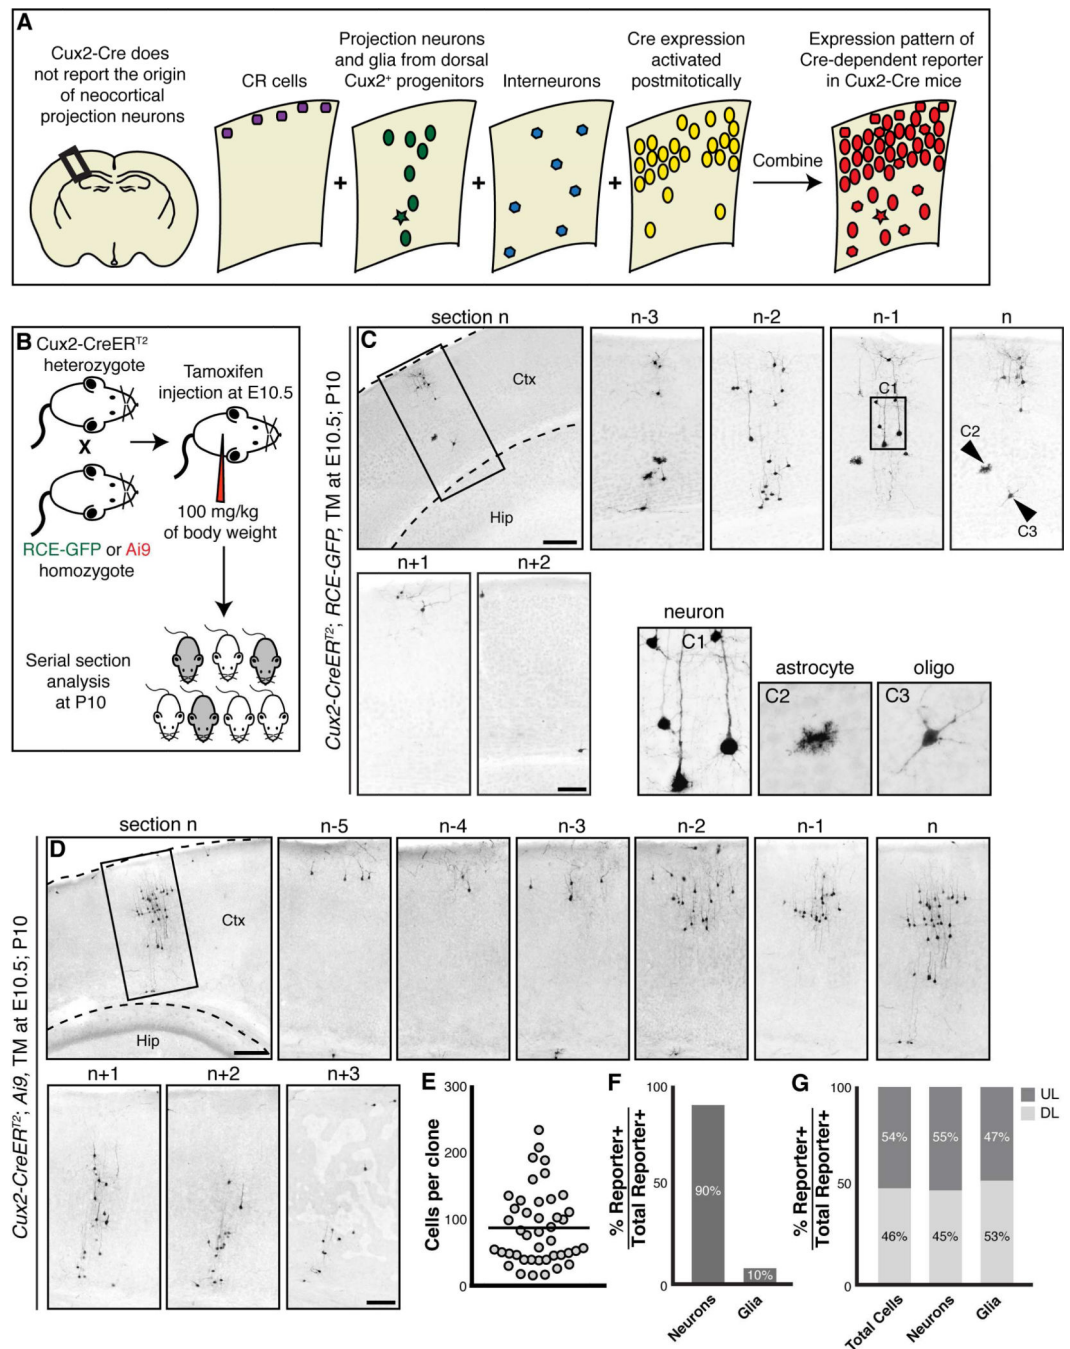 A
Cux2-Cre does
not report the origin
of neocortical
projection neurons
CR cells
Projection neurons
and glia from dorsal
Cux2+ progenitors
Interneurons
Cre expression
activated
postmitotically
Expression pattern of
Cre-dependent reporter
in Cux2-Cre mice
+
+
+
Combine
B
Cux2-CreERT2
heterozygote
X
RCE-GFP or Ai9
homozygote
Tamoxifen
injection at E10.5
100 mg/kg
of body weight
Serial section
analysis
at P10
Cux2-CreERT2; RCE-GFP, TM at E10.5; P10
C
section n
n-3
n-2
n-1
n
Ctx
Hip
C1
C2
C3
n+1
n+2
neuron
C1
astrocyte
C2
oligo
C3
Cux2-CreERT2; Ai9, TM at E10.5; P10
D
section n
n-5
n-4
n-3
n-2
n-1
n
Ctx
Hip
n+1
n+2
n+3
E
Cells per clone
300
200
100
0
F
% Reporter+
Total Reporter+
100
50
0
90%
10%
Neurons
Glia
G
% Reporter+
Total Reporter+
100
50
0
54%
55%
47%
46%
45%
53%
Total Cells
Neurons
Glia
UL
DL